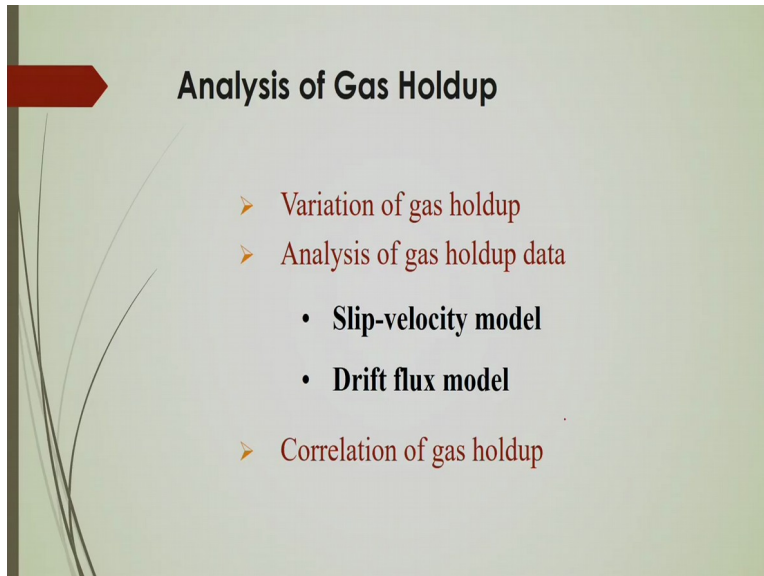 Analysis of Gas Holdup
Variation of gas holdup
Analysis of gas holdup data
• Slip-velocity model
• Drift flux model
Correlation of gas holdup